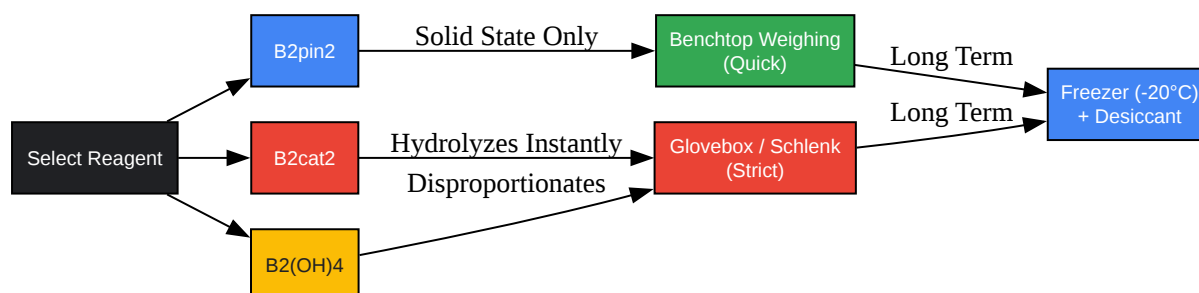 Select Reagent
B2pin2
B2cat2
B2(OH)4
Solid State Only
Hydrolyzes Instantly
Disproportionates
Benchtop Weighing
(Quick)
Glovebox / Schlenk
(Strict)
Long Term
Long Term
Freezer (-20°C)
+ Desiccant